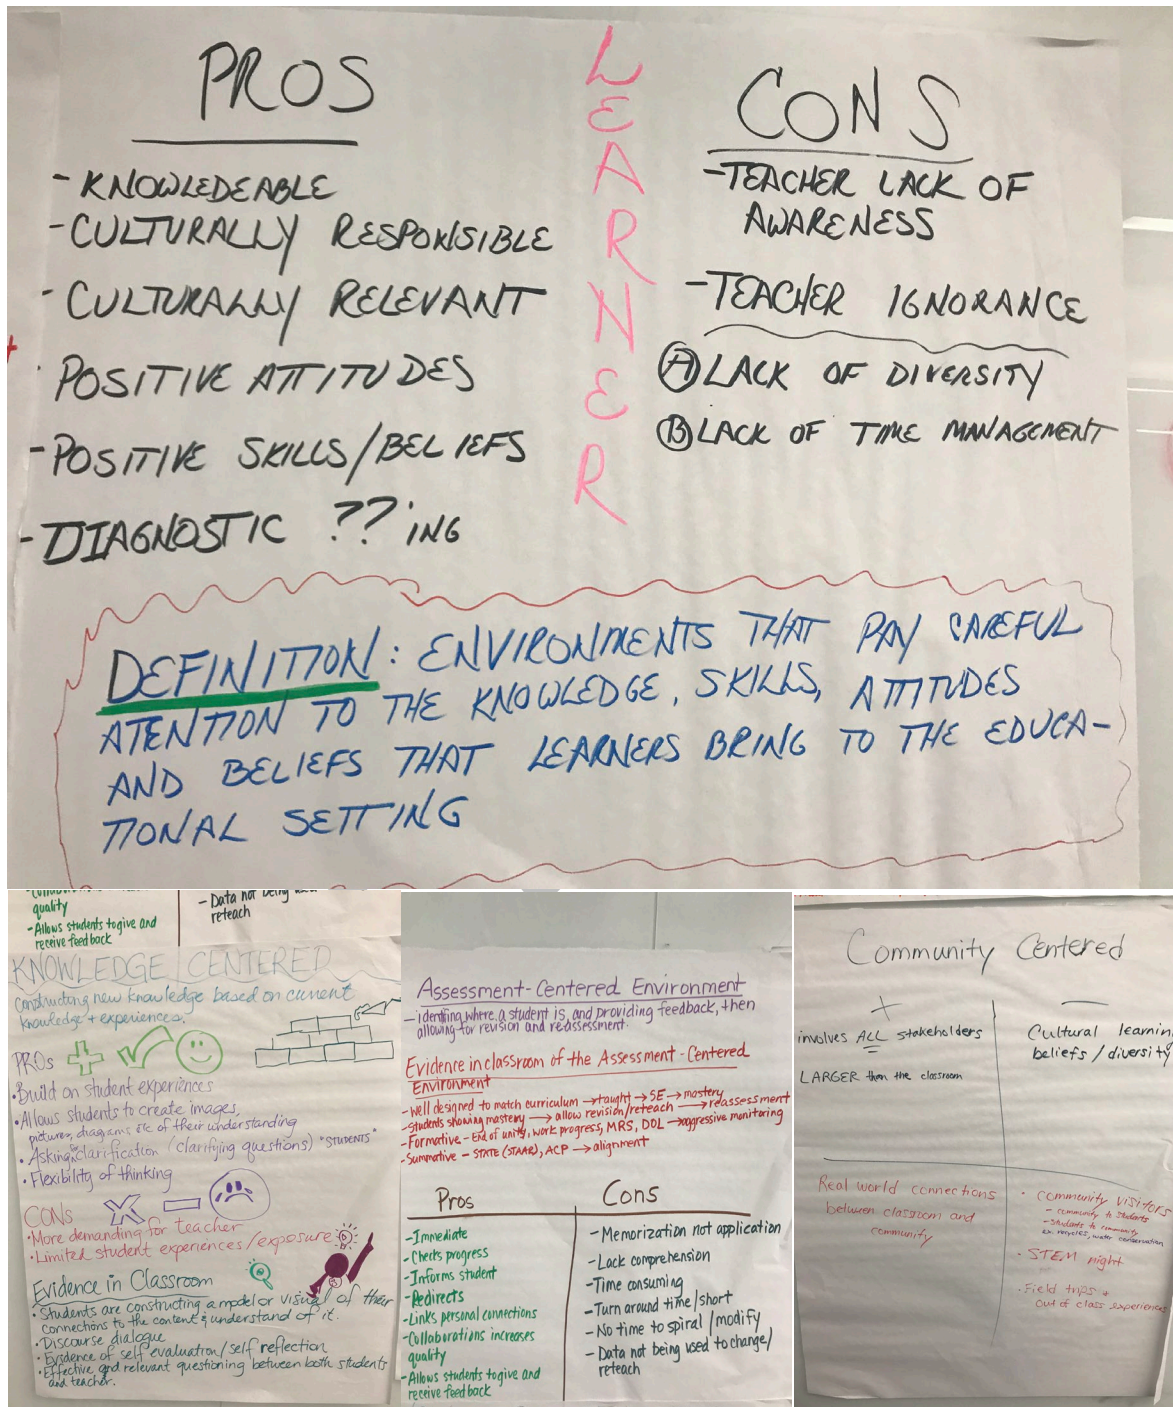 PROS
- KNOWLEDEABLE
- CULTURALLY RESPONSIBLE
- CULTURALLY RELEVANT
POSITIVE ATTITUDES
- POSITIVE SKILLS/BELIEFS
- DIAGNOSTIC ??'ING
LEARNER
CONS
- TEACHER LACK OF
AWARENESS
- TEACHER IGNORANCE
Ⓐ LACK OF DIVERSITY
Ⓑ LACK OF TIME MANAGEMENT
DEFINITION: ENVIRONMENTS THAT PAY CAREFUL
ATENTION TO THE KNOWLEDGE, SKILLS, ATTITUDES
AND BELIEFS THAT LEARNERS BRING TO THE EDUCA-
TIONAL SETTING
quality
- Allows students to give and
receive feedback
- Data not being
reteach
KNOWLEDGE CENTERED
Constructing new knowledge based on current
knowledge + experiences.
PROs
• Build on student experiences
• Allows students to create images,
pictures, diagrams etc of their understanding
• Asking clarification (clarifying questions) "STUDENTS"
• Flexibility of thinking
CONs
• More demanding for teacher
• Limited student experiences/exposure
Evidence in Classroom
• Students are constructing a model or visual of their
connections to the content & understand of it.
• Discourse dialogue
• Evidence of self evaluation/self reflection
• Effective and relevant questioning between both students
and teacher.
Assessment-Centered Environment
- identifing where a student is and providing feedback, then
allowing for revision and reassessment.
Evidence in classroom of the Assessment-Centered
Environment
- Well designed to match curriculum → taught → SE → mastery
- Students showing mastery → allow revision/reteach → reassessment
- Formative - End of unity, work progress, MRS, DOL → aggressive monitoring
- Summative - STATE (STAAR), ACP → alignment
Pros
- Immediate
- Checks progress
- Informs student
- Redirects
- Links personal connections
- Collaborations increases
quality
- Allows students to give and
receive feedback
Cons
- Memorization not application
- Lack comprehension
- Time consuming
- Turn around time/short
- No time to spiral/modify
- Data not being used to change/
reteach
Community Centered
+
involves ALL stakeholders
LARGER than the classroom
—
Cultural learnin
beliefs/diversity
Real world connections
between classroom and
community
• community visitors
- community to students
- Students to community
ex. recycles, water conservation
• STEM night
• Field trips +
Out of class experiences